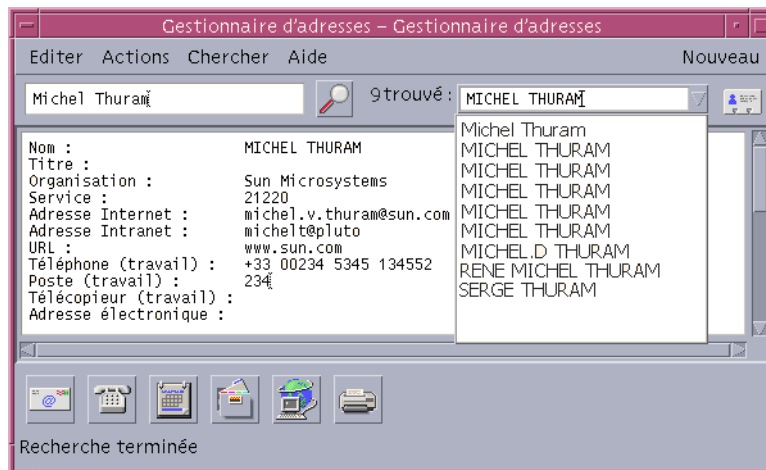 Gestionnaire d'adresses – Gestionnaire d'adresses
Editer Actions Chercher Aide Nouveau
Michel Thuram 9 trouvé : MICHEL THURAM
Nom : MICHEL THURAM
Titre :
Organisation : Sun Microsystems
Service : 21220
Adresse Internet : michel.v.thuram@sun.com
Adresse Intranet : michelt@pluto
URL : www.sun.com
Téléphone (travail) : +33 00234 5345 134552
Poste (travail) : 234
Télécopieur (travail) :
Adresse électronique :
Michel Thuram
MICHEL THURAM
MICHEL THURAM
MICHEL THURAM
MICHEL THURAM
MICHEL THURAM
MICHEL.D THURAM
RENE MICHEL THURAM
SERGE THURAM
Recherche terminée